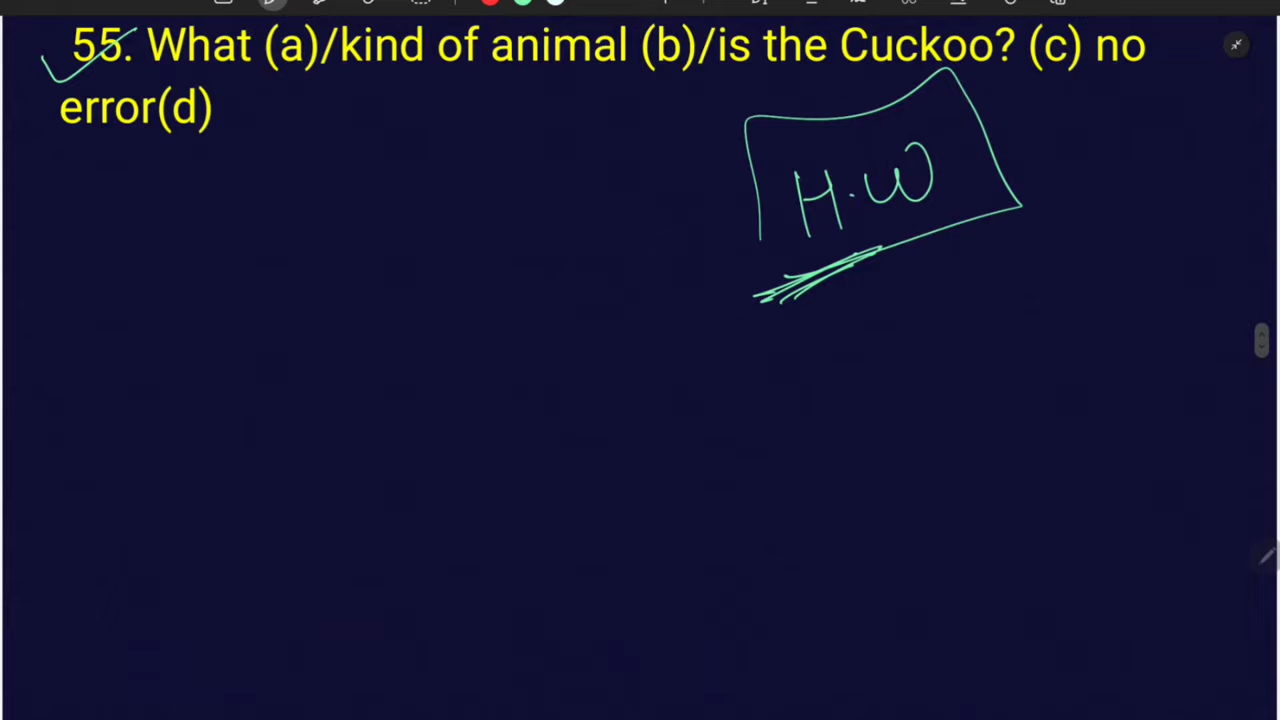 55. What (a)/kind of animal (b)/is the Cuckoo? (c) no
error(d)
H.W